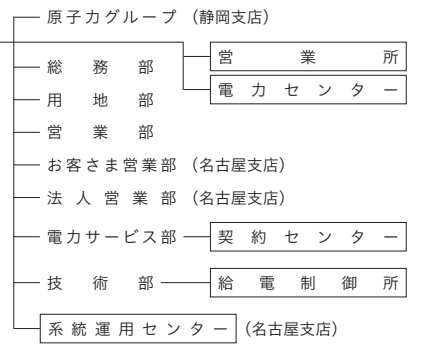 原子力グループ（静岡支店）
営業所
総務部
電力センター
用地部
営業部
お客さま営業部（名古屋支店）
法人営業部（名古屋支店）
電力サービス部 契約センター
技術部 給電制御所
系統運用センター（名古屋支店）